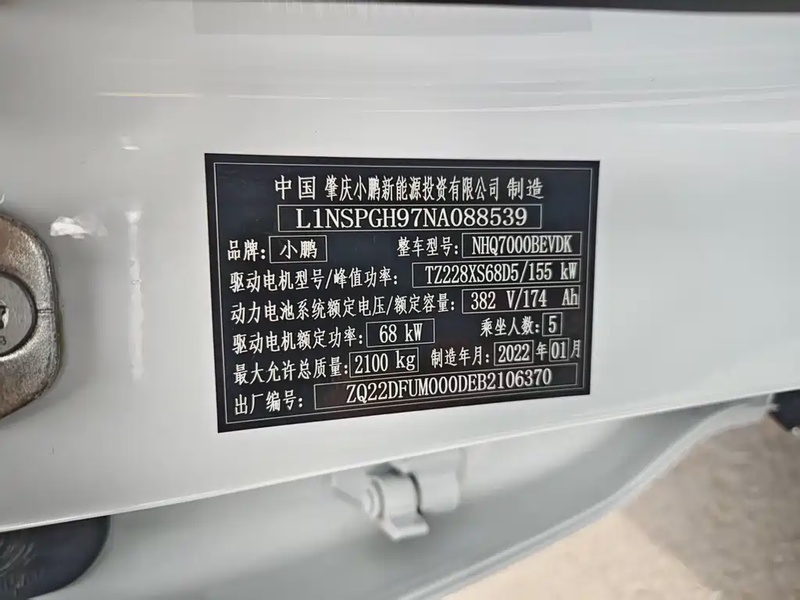 中国 肇庆小鹏新能源投资有限公司 制造
L1NSPGH97NA088539
品牌: 小鹏 整车型号: NHQ7000BEVDK
驱动电机型号/峰值功率: TZ228XS68D5/155 kW
动力电池系统额定电压/额定容量: 382 V/174 Ah
驱动电机额定功率: 68 kW 乘坐人数: 5
最大允许总质量: 2100 kg 制造年月: 2022 年 01 月
出厂编号: ZQ22DFUM000DEB2106370